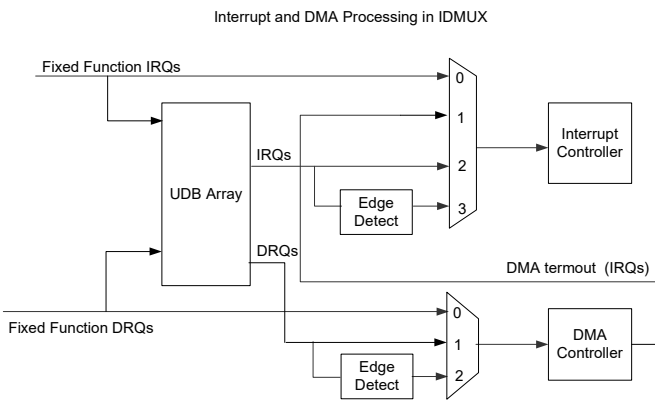 Interrupt and DMA Processing in IDMUX
Fixed Function IRQs
0
1
Interrupt
Controller
IRQs
2
UDB Array
Edge
Detect
3
DRQs
DMA termout (IRQs)
0
Fixed Function DRQs
1
DMA
Controller
Edge
Detect
2